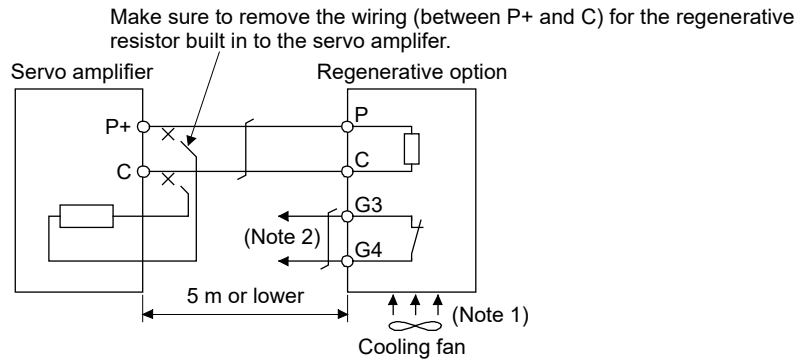 Make sure to remove the wiring (between P+ and C) for the regenerative
resistor built in to the servo amplifer.
Servo amplifier
Regenerative option
P+
P
C
C
G3
(Note 2)
G4
5 m or lower
(Note 1)
Cooling fan